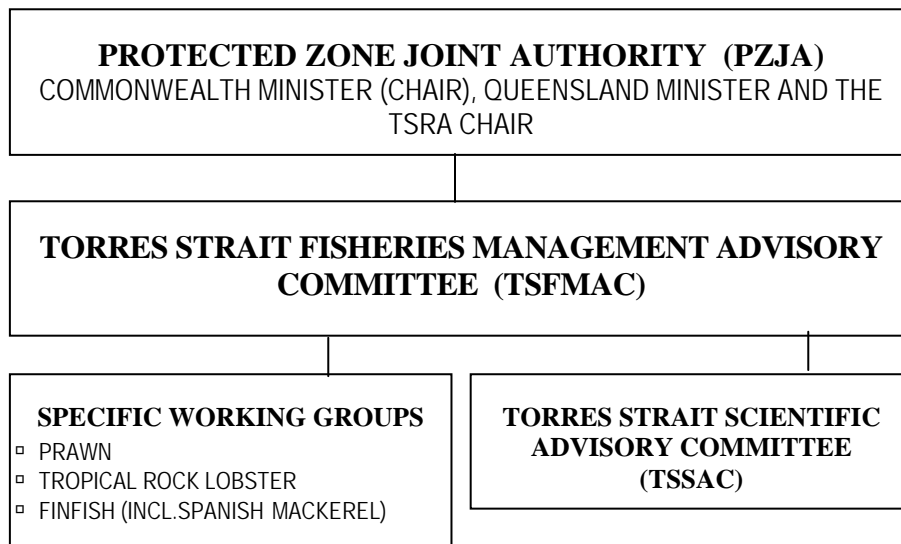 PROTECTED ZONE JOINT AUTHORITY (PZJA)
COMMONWEALTH MINISTER (CHAIR), QUEENSLAND MINISTER AND THE
TSRA CHAIR
TORRES STRAIT FISHERIES MANAGEMENT ADVISORY
COMMITTEE (TSFMAC)
SPECIFIC WORKING GROUPS
PRAWN
TROPICAL ROCK LOBSTER
FINFISH (INCL.SPANISH MACKEREL)
TORRES STRAIT SCIENTIFIC
ADVISORY COMMITTEE
(TSSAC)